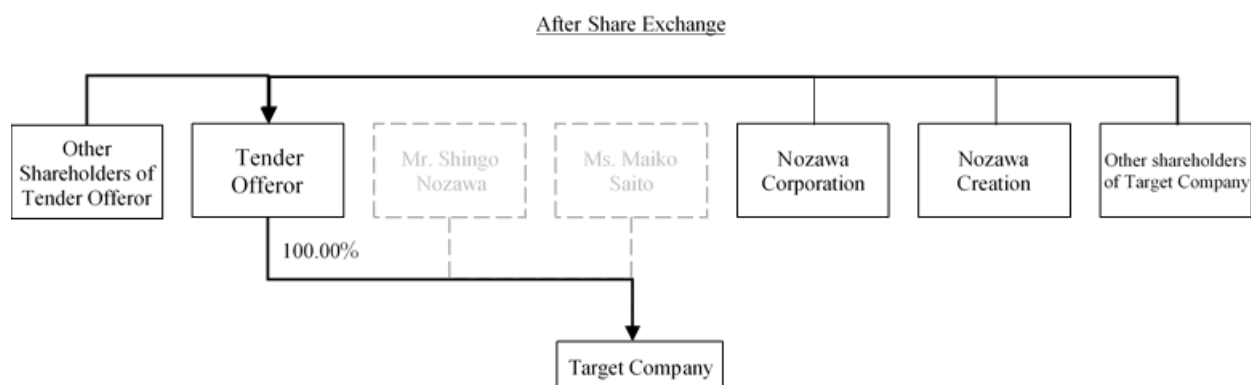 After Share Exchange
Other
Shareholders of
Tender Offeror
Tender
Offeror
Mr. Shingo
Nozawa
Ms. Maiko
Saito
Nozawa
Corporation
Nozawa
Creation
Other shareholders
of Target Company
100.00%
Target Company